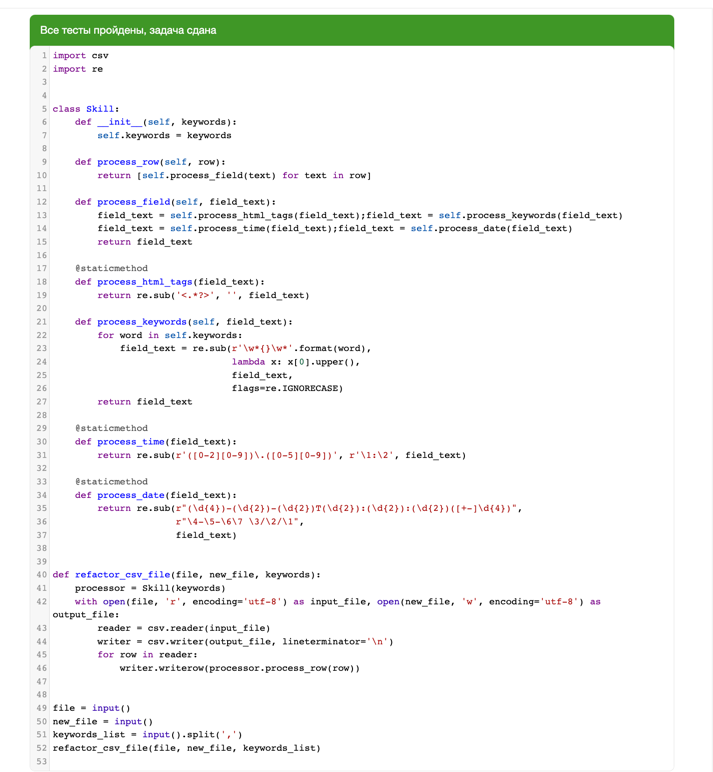 Все тесты пройдены, задача сдана
1 import csv
2 import re
3
4
5 class Skill:
6     def __init__(self, keywords):
7         self.keywords = keywords
8
9     def process_row(self, row):
10         return [self.process_field(text) for text in row]
11
12     def process_field(self, field_text):
13         field_text = self.process_html_tags(field_text);field_text = self.process_keywords(field_text)
14         field_text = self.process_time(field_text);field_text = self.process_date(field_text)
15         return field_text
16
17     @staticmethod
18     def process_html_tags(field_text):
19         return re.sub('<.*?>', '', field_text)
20
21     def process_keywords(self, field_text):
22         for word in self.keywords:
23             field_text = re.sub(r'\w*{}\w*'.format(word),
24                                 lambda x: x[0].upper(),
25                                 field_text,
26                                 flags=re.IGNORECASE)
27         return field_text
28
29     @staticmethod
30     def process_time(field_text):
31         return re.sub(r'([0-2][0-9])\.([0-5][0-9])', r'\1:\2', field_text)
32
33     @staticmethod
34     def process_date(field_text):
35         return re.sub(r"(\d{4})-(\d{2})-(\d{2})T(\d{2}):(\d{2}):(\d{2})([+-]\d{4})",
36                       r"\4-\5-\6\7 \3/\2/\1",
37                       field_text)
38
39
40 def refactor_csv_file(file, new_file, keywords):
41     processor = Skill(keywords)
42     with open(file, 'r', encoding='utf-8') as input_file, open(new_file, 'w', encoding='utf-8') as
output_file:
43         reader = csv.reader(input_file)
44         writer = csv.writer(output_file, lineterminator='\n')
45         for row in reader:
46             writer.writerow(processor.process_row(row))
47
48
49 file = input()
50 new_file = input()
51 keywords_list = input().split(',')
52 refactor_csv_file(file, new_file, keywords_list)
53